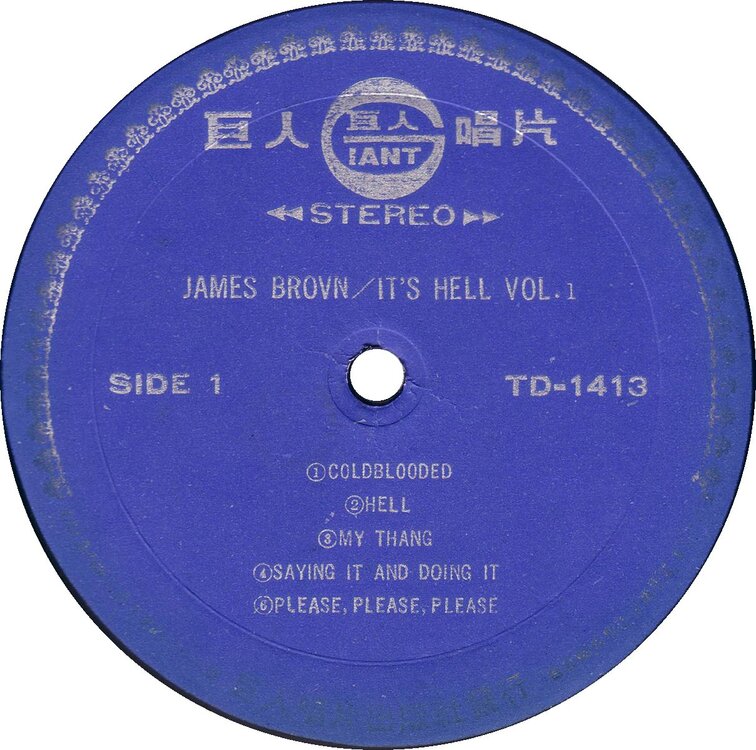 巨人 巨人 GIANT 唱片
STEREO
JAMES BROVN/IT'S HELL VOL.1
SIDE 1
TD-1413
①COLDBLOODED
②HELL
③MY THANG
④SAYING IT AND DOING IT
⑥PLEASE, PLEASE, PLEASE